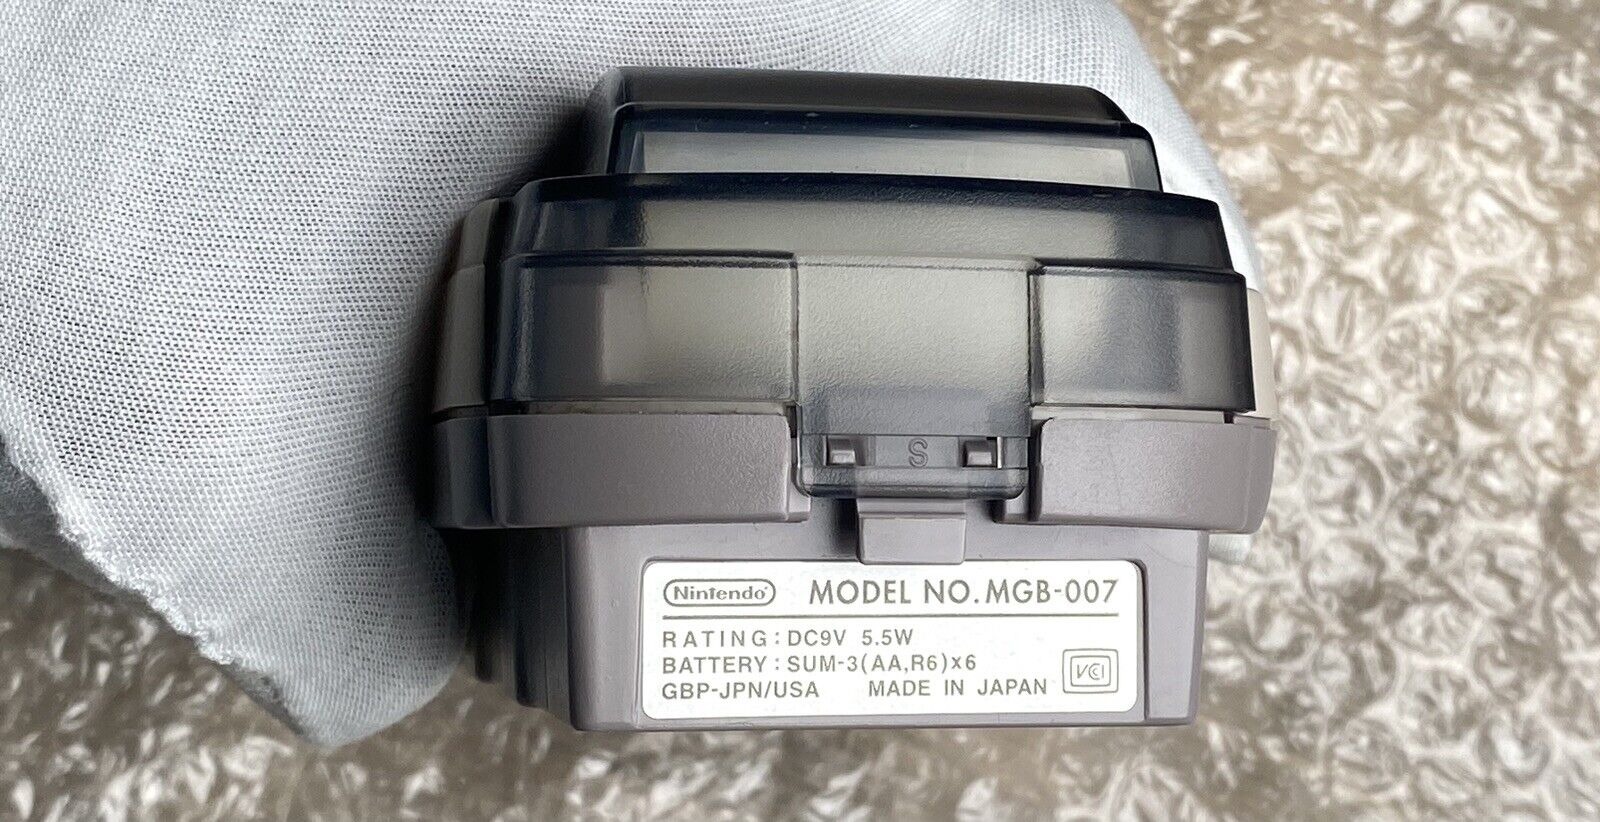 S
Nintendo® MODEL NO. MGB-007
RATING : DC9V 5.5W
BATTERY : SUM-3(AA,R6)×6
GBP-JPN/USA MADE IN JAPAN VCI